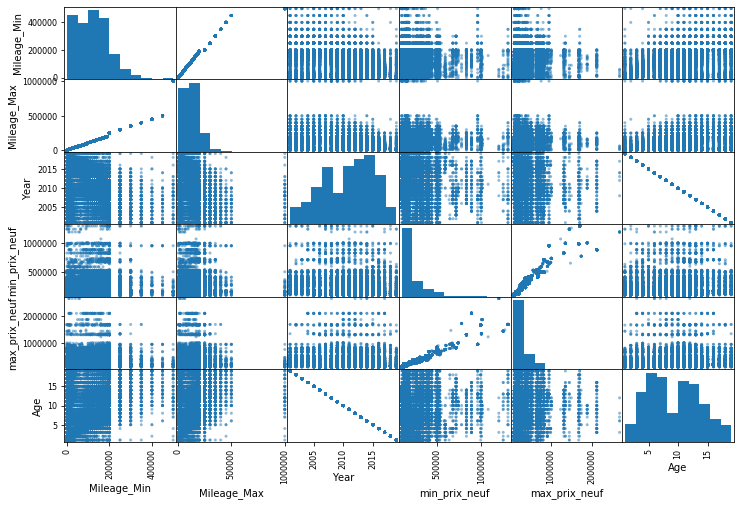 Mileage_Min
400000
200000
0
Mileage_Max
1000000
500000
0
Year
2015
2010
2005
min_prix_neuf
1000000
500000
max_prix_neuf
2000000
1000000
Age
15
10
5
0
200000
400000
Mileage_Min
0
500000
1000000
Mileage_Max
2005
2010
2015
Year
500000
1000000
min_prix_neuf
1000000
2000000
max_prix_neuf
5
10
15
Age